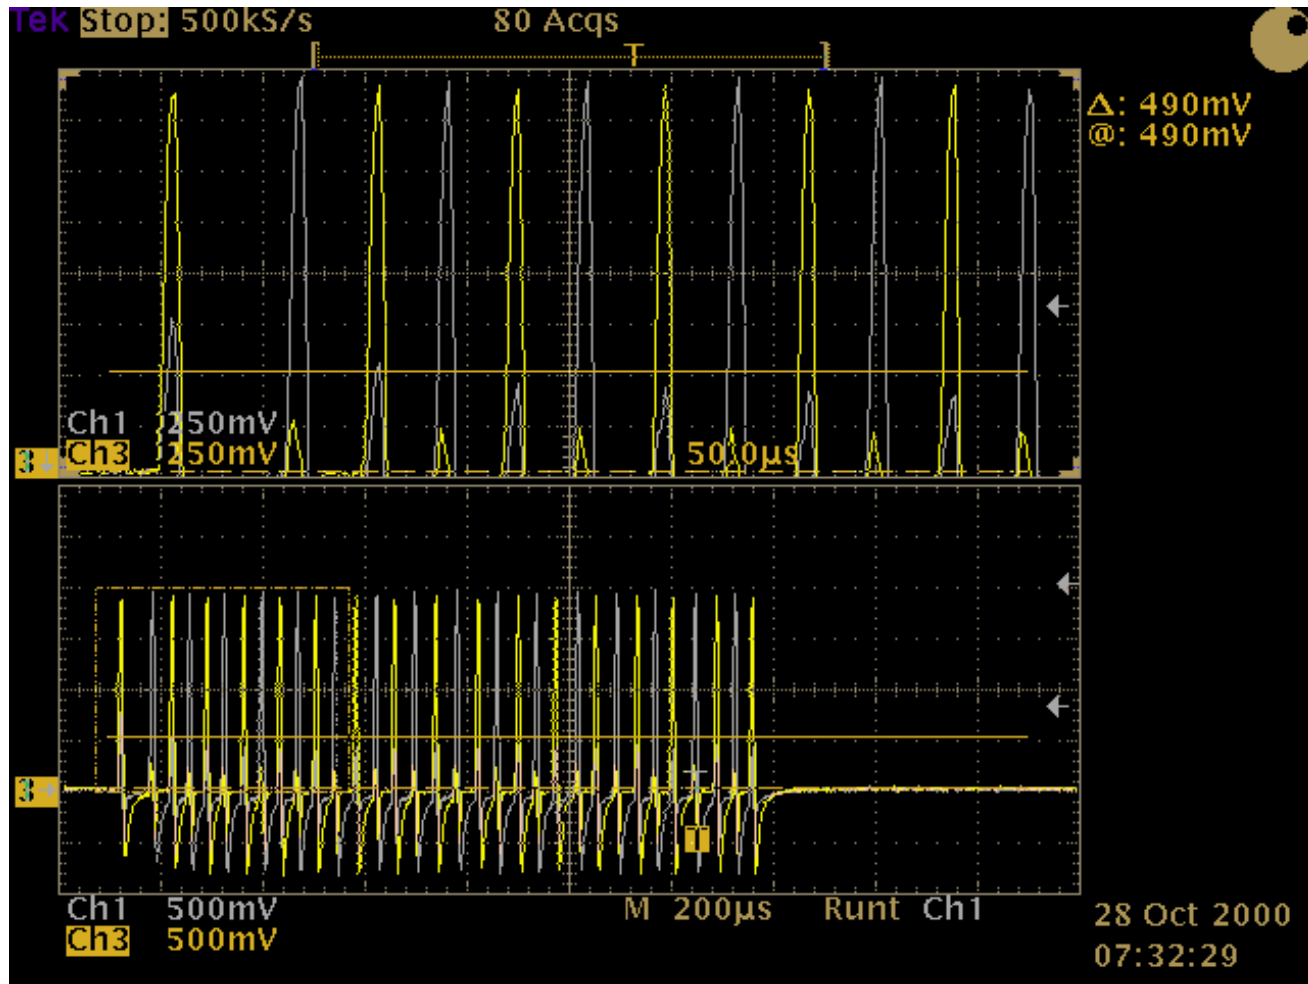 Tek Stop: 500kS/s 80 Acqs
T
Δ: 490mV
@: 490mV
Ch1 250mV
Ch3 250mV 50.0µs
3
3
T
Ch1 500mV M 200µs Runt Ch1
Ch3 500mV
28 Oct 2000
07:32:29